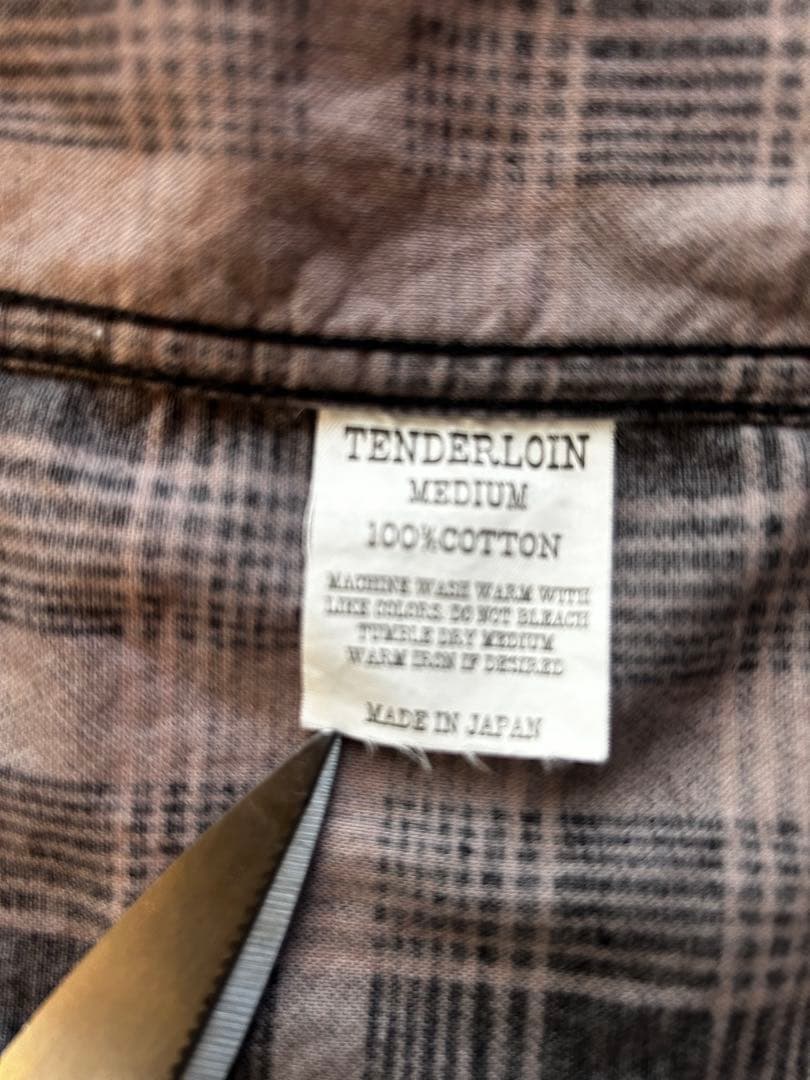 TENDERLOIN
MEDIUM
100%COTTON
MACHINE WASH WARM WITH
LIKE COLORS. DO NOT BLEACH
TUMBLE DRY MEDIUM
WARM IRON IF DESIRED
MADE IN JAPAN